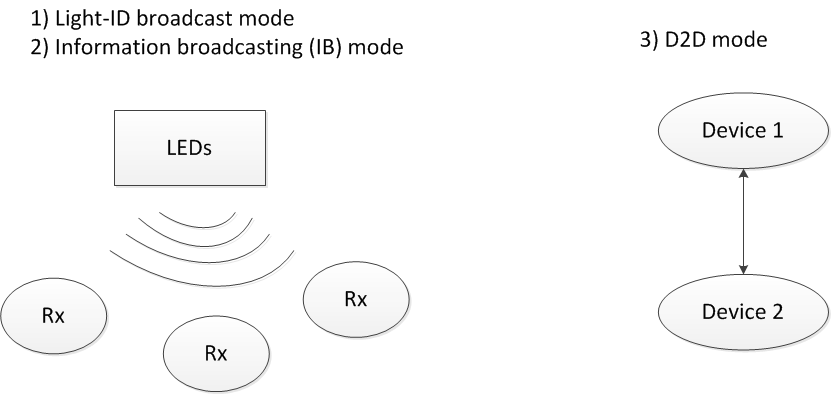 1) Light-ID broadcast mode
2) Information broadcasting (IB) mode
3) D2D mode
LEDs
Device 1
Rx
Rx
Rx
Device 2